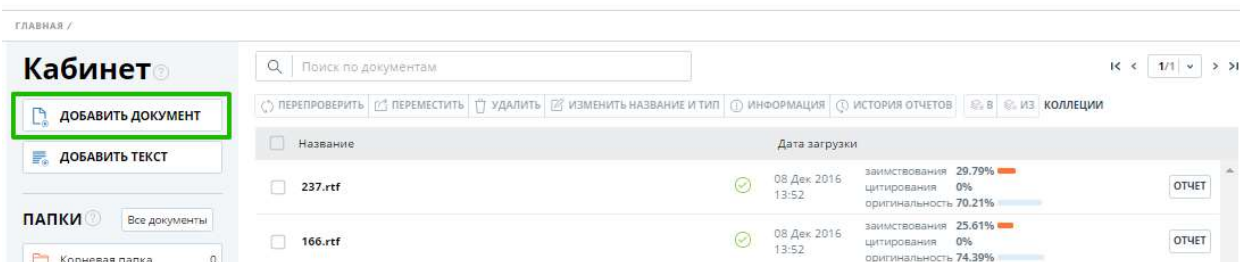 ГЛАВНАЯ /
Кабинет ?
Поиск по документам
1/1
ДОБАВИТЬ ДОКУМЕНТ
ПЕРЕПРОВЕРИТЬ ПЕРЕМЕСТИТЬ УДАЛИТЬ ИЗМЕНИТЬ НАЗВАНИЕ И ТИП ИНФОРМАЦИЯ ИСТОРИЯ ОТЧЕТОВ В ИЗ КОЛЛЕЦИИ
ДОБАВИТЬ ТЕКСТ
Название Дата загрузки
237.rtf 08 Дек 2016 13:52
заимствования 29.79%
цитирования 0%
оригинальность 70.21%
ОТЧЕТ
ПАПКИ ? Все документы
166.rtf 08 Дек 2016 13:52
заимствования 25.61%
цитирования 0%
оригинальность 74.39%
ОТЧЕТ
Корневая папка 0